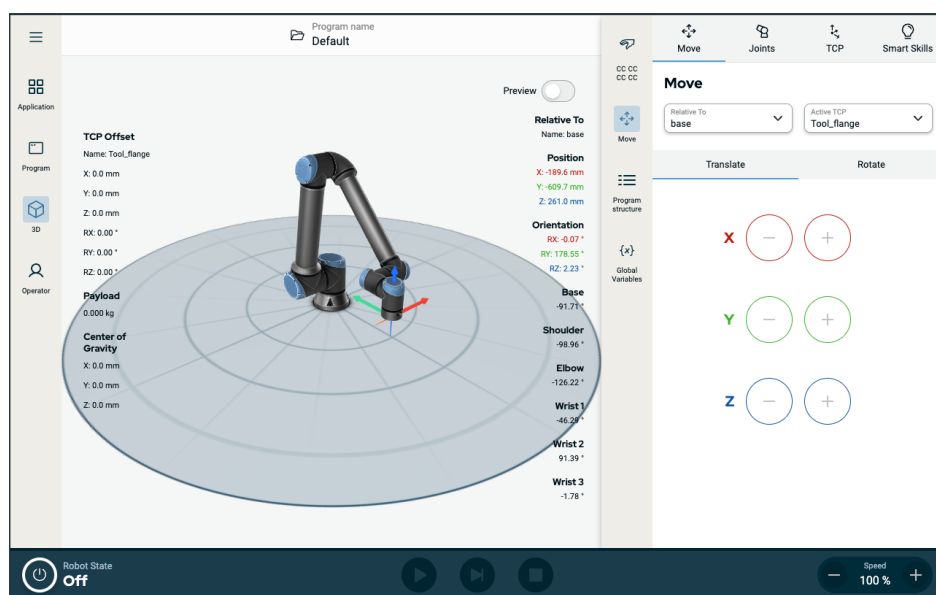 Program name
Default
Move
Joints
TCP
Smart Skills
Application
Program
3D
Operator
Preview
TCP Offset
Name: Tool_flange
X: 0.0 mm
Y: 0.0 mm
Z: 0.0 mm
RX: 0.00 °
RY: 0.00 °
RZ: 0.00 °
Payload
0.000 kg
Center of
Gravity
X: 0.0 mm
Y: 0.0 mm
Z: 0.0 mm
Relative To
Name: base
Position
X: -189.6 mm
Y: -609.7 mm
Z: 261.0 mm
Orientation
RX: -0.07 °
RY: 178.55 °
RZ: 2.23 °
Base
-91.71 °
Shoulder
-98.96 °
Elbow
-126.22 °
Wrist 1
-46.29 °
Wrist 2
91.39 °
Wrist 3
-1.78 °
CC CC
CC CC
Move
Program
structure
{x}
Global
Variables
Move
Relative To
base
Active TCP
Tool_flange
Translate
Rotate
X
Y
Z
Robot State
Off
Speed
100 %